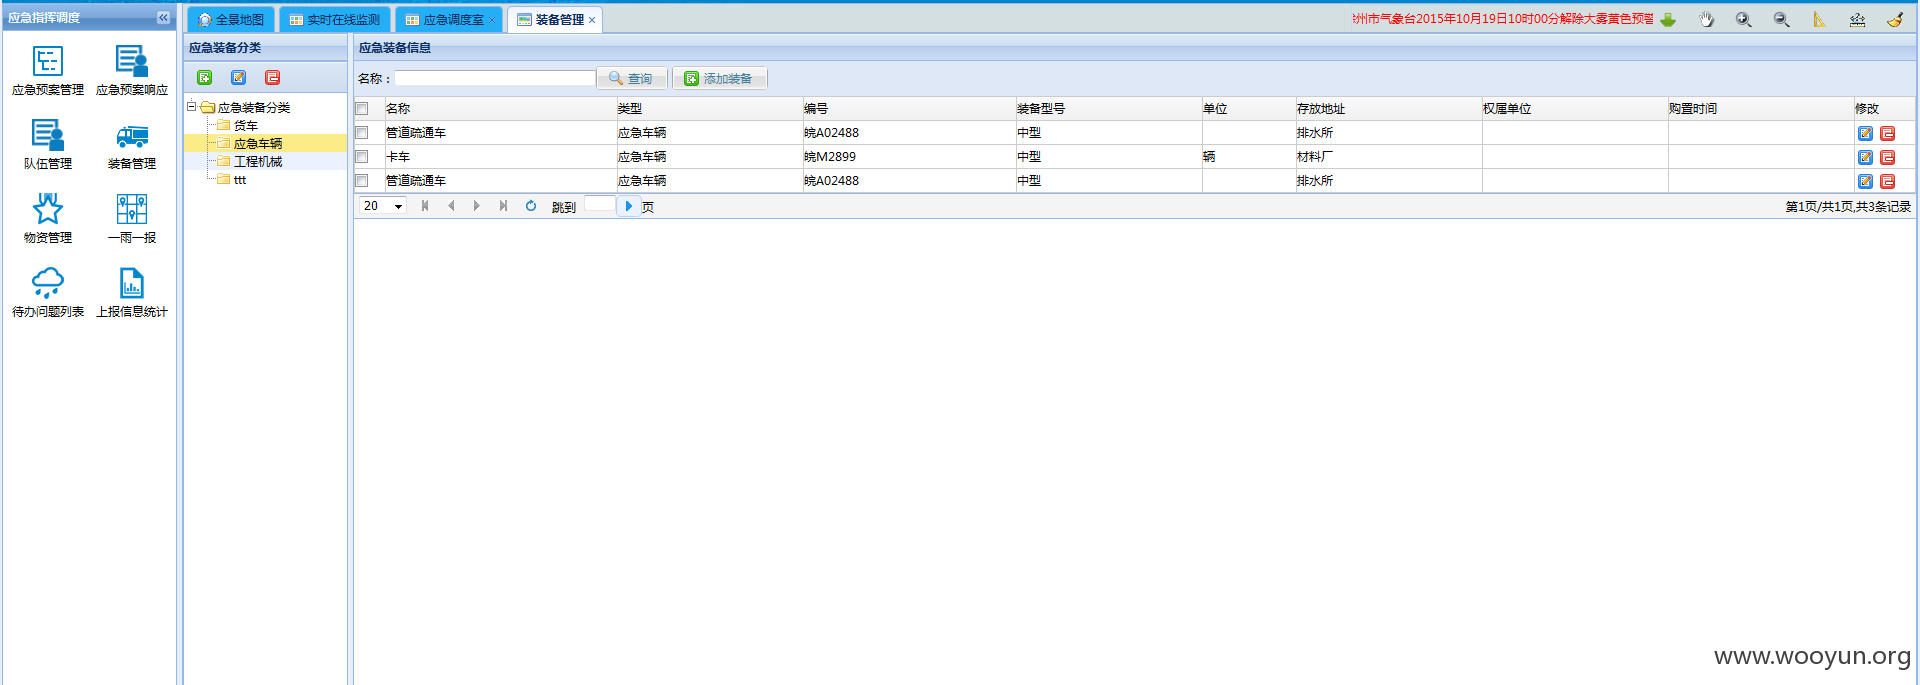 应急指挥调度
全景地图 实时在线监测 应急调度室 装备管理
州市气象台2015年10月19日10时00分解除大雾黄色预警
应急预案管理 应急预案响应
队伍管理 装备管理
物资管理 一雨一报
待办问题列表 上报信息统计
应急装备分类
应急装备分类
货车
应急车辆
工程机械
ttt
应急装备信息
名称： 查询 添加装备
名称 类型 编号 装备型号 单位 存放地址 权属单位 购置时间 修改
管道疏通车 应急车辆 皖A02488 中型 排水所
卡车 应急车辆 皖M2899 中型 辆 材料厂
管道疏通车 应急车辆 皖A02488 中型 排水所
20 跳到 页 第1页/共1页,共3条记录
www.wooyun.org